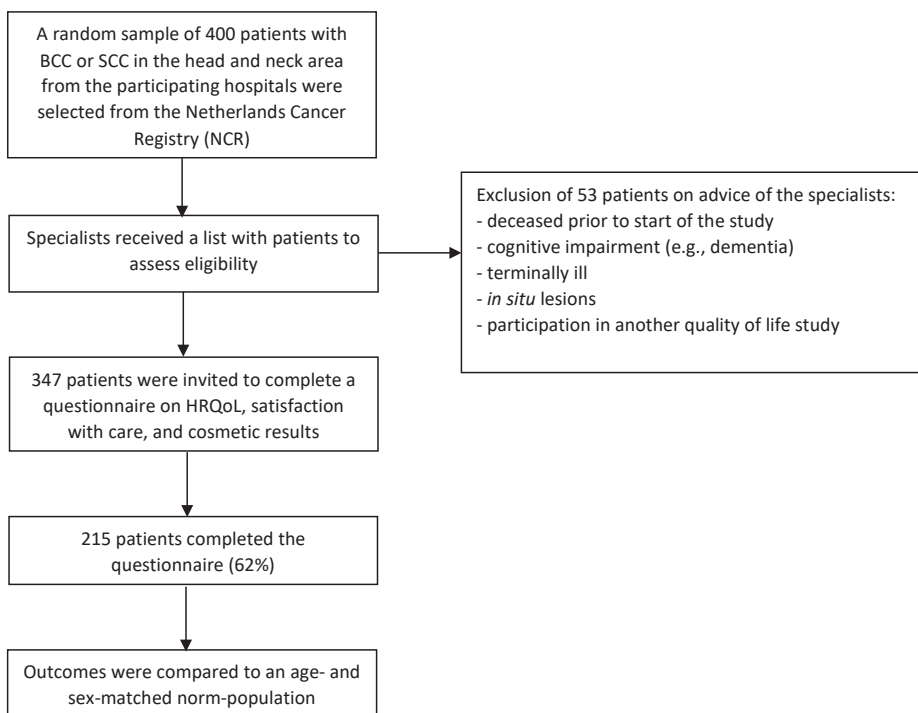 A random sample of 400 patients with
BCC or SCC in the head and neck area
from the participating hospitals were
selected from the Netherlands Cancer
Registry (NCR)
Specialists received a list with patients to
assess eligibility
Exclusion of 53 patients on advice of the specialists:
- deceased prior to start of the study
- cognitive impairment (e.g., dementia)
- terminally ill
- in situ lesions
- participation in another quality of life study
347 patients were invited to complete a
questionnaire on HRQoL, satisfaction
with care, and cosmetic results
215 patients completed the
questionnaire (62%)
Outcomes were compared to an age- and
sex-matched norm-population